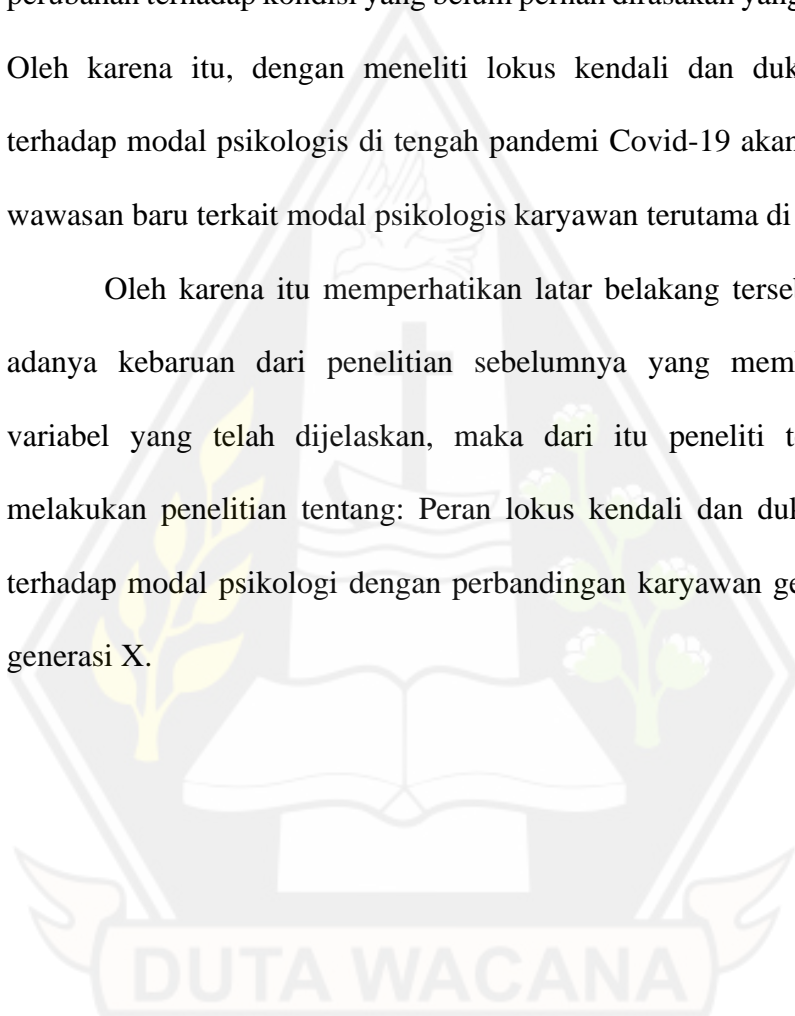 perubahan terhadap kondisi yang belum pernah dirasakan yang
Oleh karena itu, dengan meneliti lokus kendali dan duk
terhadap modal psikologis di tengah pandemi Covid-19 akan
wawasan baru terkait modal psikologis karyawan terutama di
Oleh karena itu memperhatikan latar belakang terseb
adanya kebaruan dari penelitian sebelumnya yang mem
variabel yang telah dijelaskan, maka dari itu peneliti t
melakukan penelitian tentang: Peran lokus kendali dan duk
terhadap modal psikologi dengan perbandingan karyawan ge
generasi X.
DUTA WACANA